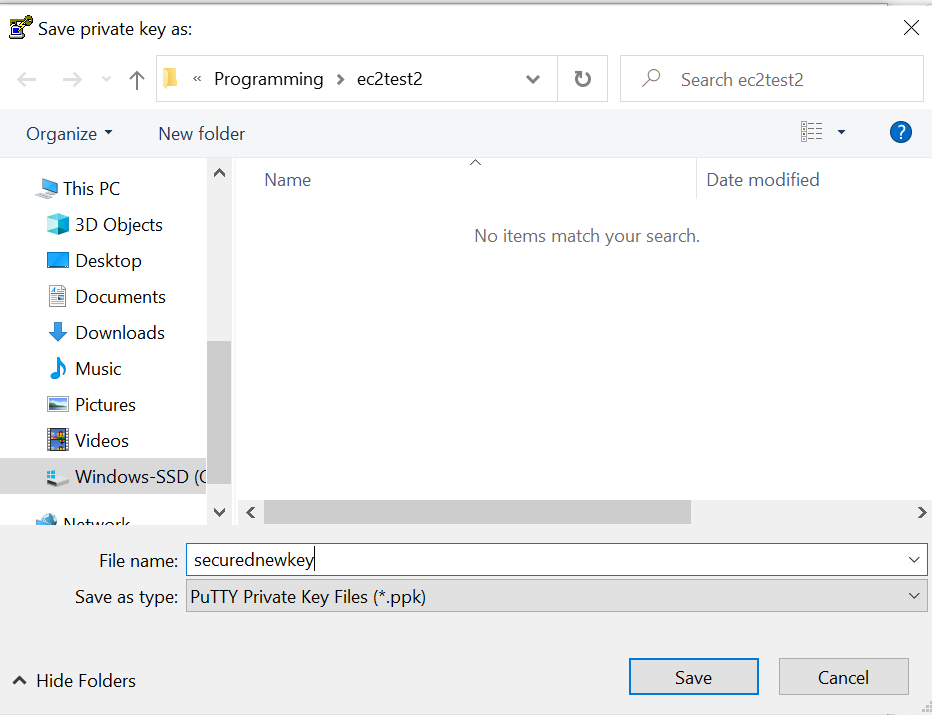 Save private key as:
« Programming > ec2test2
Search ec2test2
Organize
New folder
Name
Date modified
No items match your search.
This PC
3D Objects
Desktop
Documents
Downloads
Music
Pictures
Videos
Windows-SSD (C
Network
File name: securednewkey
Save as type: PuTTY Private Key Files (*.ppk)
Hide Folders
Save
Cancel